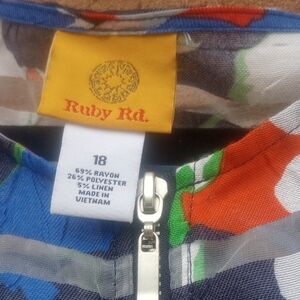 Ruby Rd.
18
69% RAYON
26% POLYESTER
5% LINEN
MADE IN
VIETNAM